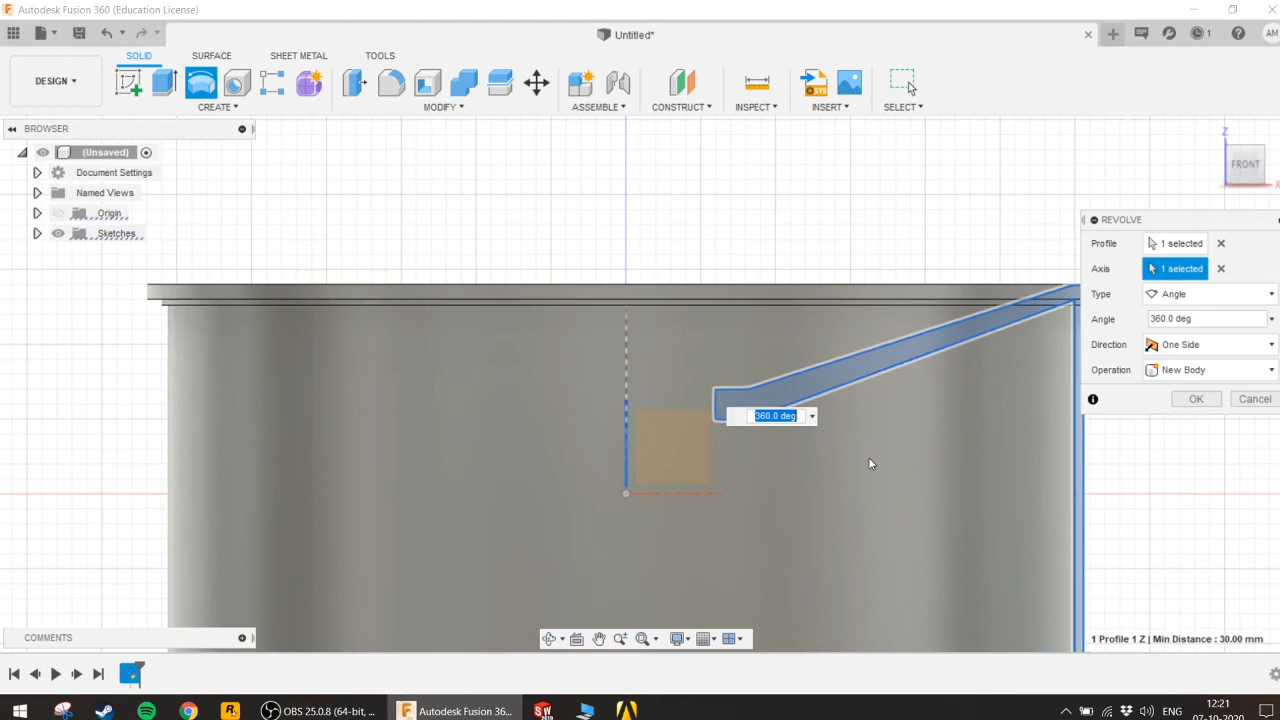 Autodesk Fusion 360 (Education License)
Untitled*
AM
SOLID SURFACE SHEET METAL TOOLS
DESIGN
CREATE MODIFY ASSEMBLE CONSTRUCT INSPECT INSERT SELECT
BROWSER
(Unsaved)
Document Settings
Named Views
Origin
Sketches
Z
FRONT
X
REVOLVE
Profile 1 selected
Axis 1 selected
Type Angle
Angle 360.0 deg
Direction One Side
Operation New Body
OK Cancel
360.0 deg
COMMENTS
1 Profile 1 Z | Min Distance : 30.00 mm
OBS 25.0.8 (64-bit, ...
Autodesk Fusion 36...
ENG
12:21
07-10-2020